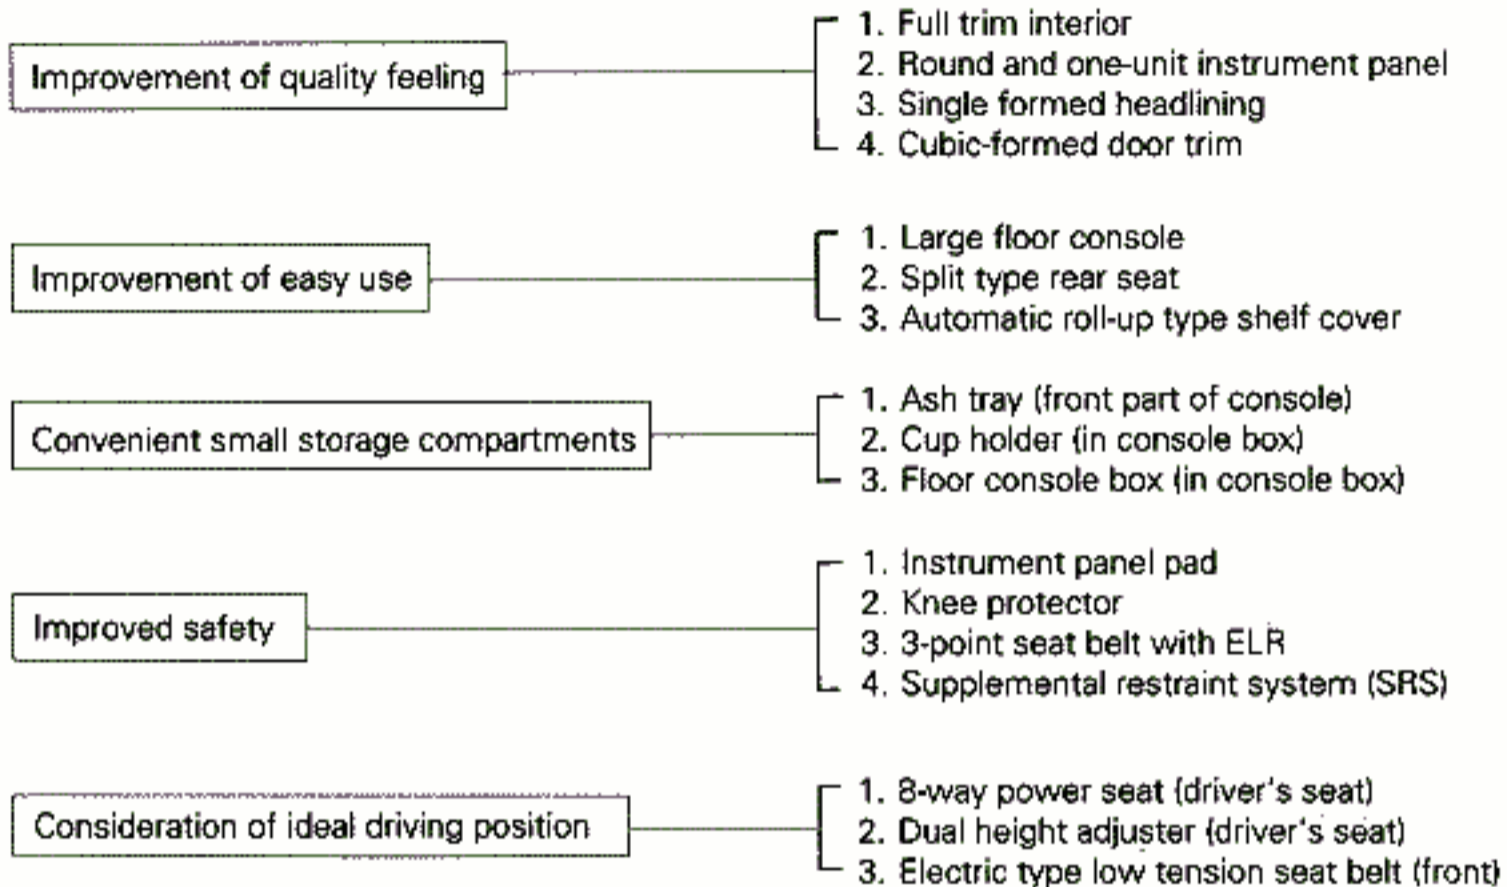 Improvement of quality feeling
1. Full trim interior
2. Round and one-unit instrument panel
3. Single formed headlining
4. Cubic-formed door trim
Improvement of easy use
1. Large floor console
2. Split type rear seat
3. Automatic roll-up type shelf cover
Convenient small storage compartments
1. Ash tray (front part of console)
2. Cup holder (in console box)
3. Floor console box (in console box)
Improved safety
1. Instrument panel pad
2. Knee protector
3. 3-point seat belt with ELR
4. Supplemental restraint system (SRS)
Consideration of ideal driving position
1. 8-way power seat (driver's seat)
2. Dual height adjuster (driver's seat)
3. Electric type low tension seat belt (front)